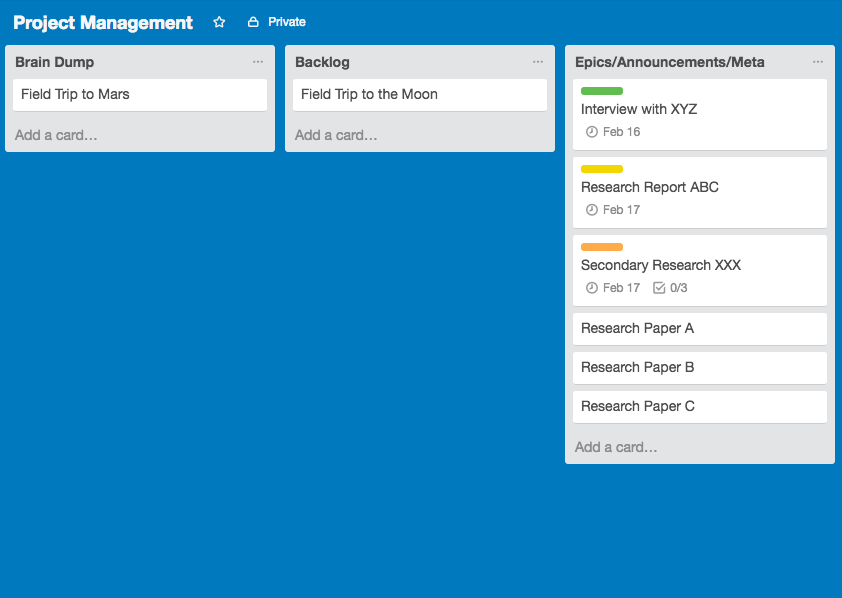 Project Management
Private
Brain Dump
Field Trip to Mars
Add a card…
Backlog
Field Trip to the Moon
Add a card…
Epics/Announcements/Meta
Interview with XYZ
Feb 16
Research Report ABC
Feb 17
Secondary Research XXX
Feb 17 0/3
Research Paper A
Research Paper B
Research Paper C
Add a card…